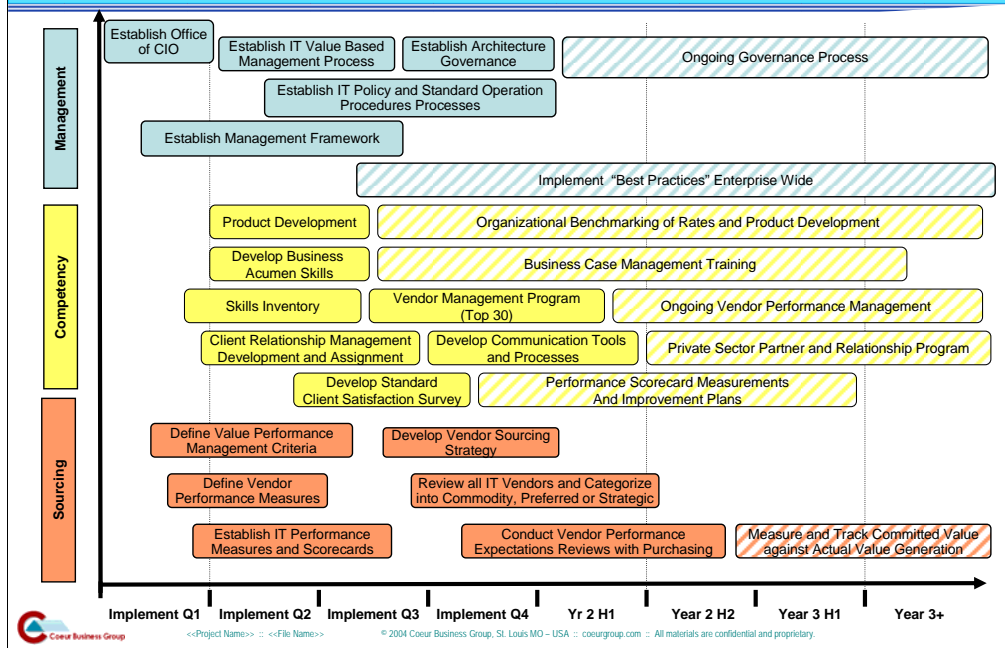 Management
Establish Office
of CIO
Establish IT Value Based
Management Process
Establish Architecture
Governance
Ongoing Governance Process
Establish IT Policy and Standard Operation
Procedures Processes
Establish Management Framework
Implement “Best Practices” Enterprise Wide
Competency
Product Development
Organizational Benchmarking of Rates and Product Development
Develop Business
Acumen Skills
Business Case Management Training
Skills Inventory
Vendor Management Program
(Top 30)
Ongoing Vendor Performance Management
Client Relationship Management
Development and Assignment
Develop Communication Tools
and Processes
Private Sector Partner and Relationship Program
Develop Standard
Client Satisfaction Survey
Performance Scorecard Measurements
And Improvement Plans
Sourcing
Define Value Performance
Management Criteria
Develop Vendor Sourcing
Strategy
Define Vendor
Performance Measures
Review all IT Vendors and Categorize
into Commodity, Preferred or Strategic
Establish IT Performance
Measures and Scorecards
Conduct Vendor Performance
Expectations Reviews with Purchasing
Measure and Track Committed Value
against Actual Value Generation
Implement Q1
Implement Q2
Implement Q3
Implement Q4
Yr 2 H1
Year 2 H2
Year 3 H1
Year 3+
Coeur Business Group
<<Project Name>> :: <<File Name>>
© 2004 Coeur Business Group, St. Louis MO – USA :: coeurgroup.com :: All materials are confidential and proprietary.